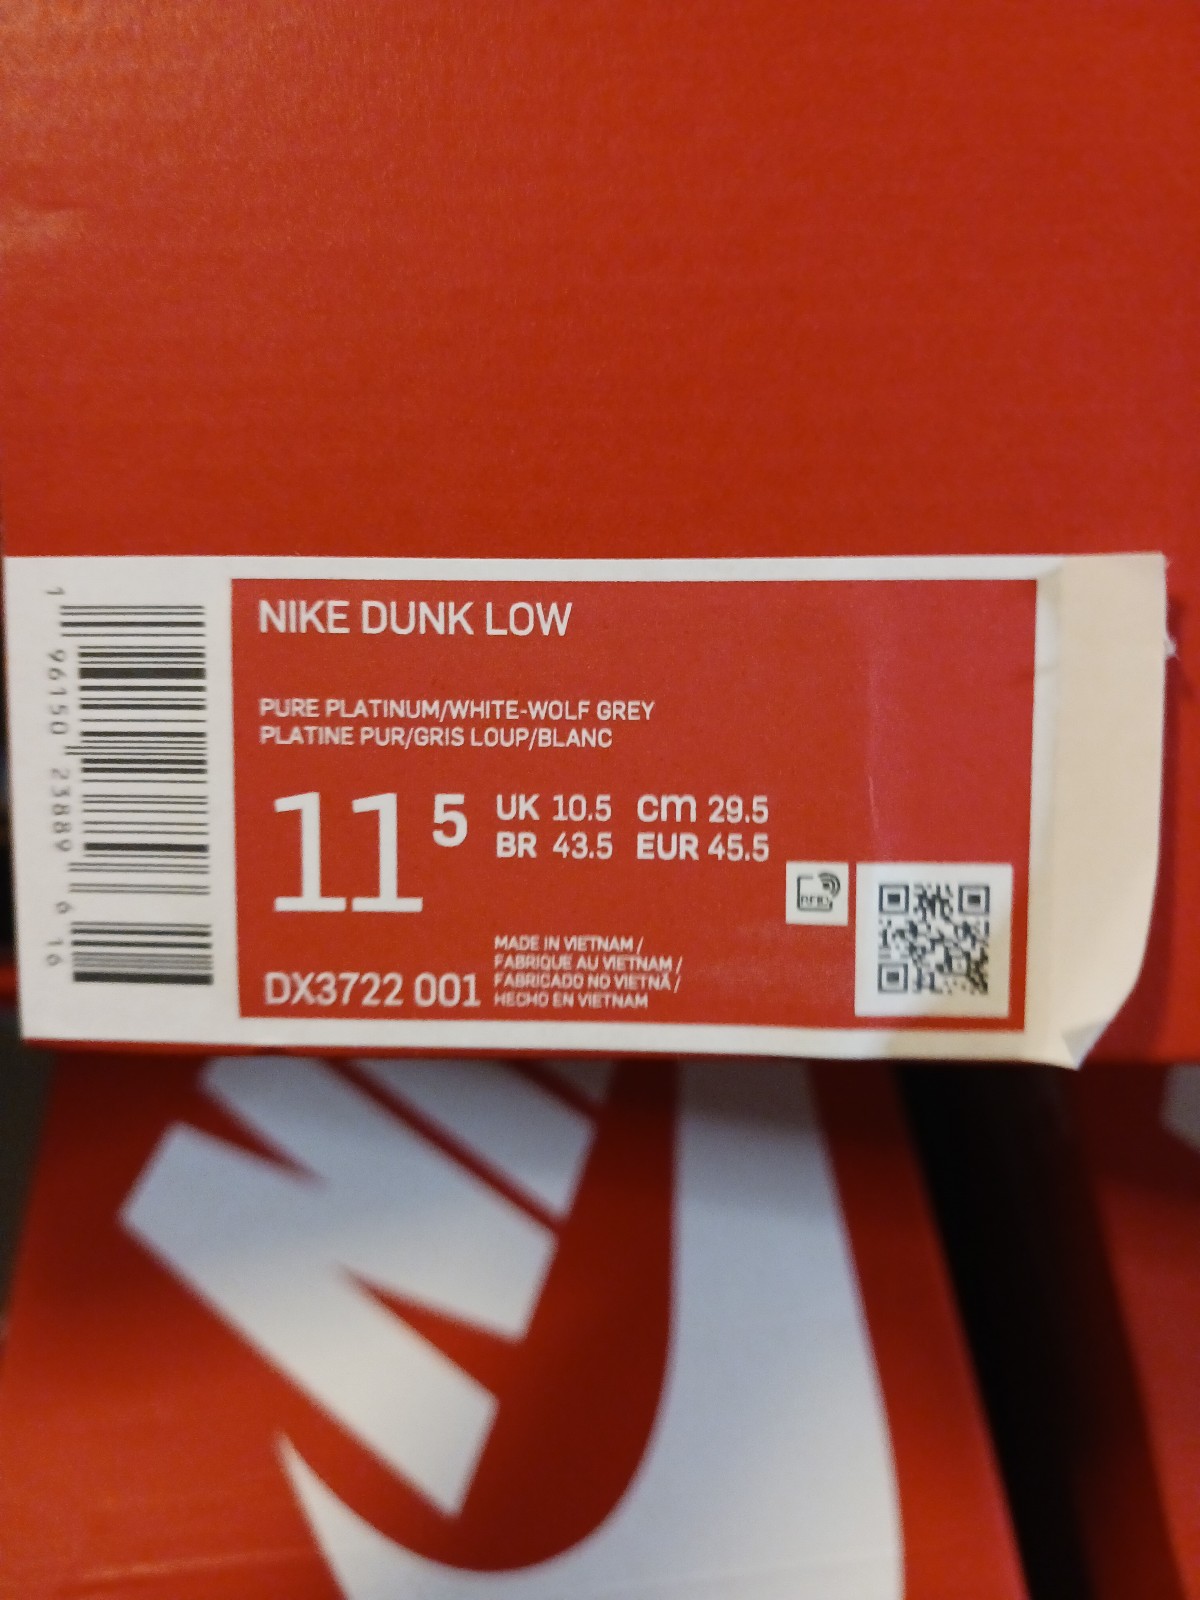 NIKE DUNK LOW
PURE PLATINUM/WHITE-WOLF GREY
PLATINE PUR/GRIS LOUP/BLANC
11 5
UK 10.5 cm 29.5
BR 43.5 EUR 45.5
RFID
MADE IN VIETNAM /
FABRIQUE AU VIETNAM /
FABRICADO NO VIETNÃ /
HECHO EN VIETNAM
DX3722 001
1 96150 23889 6 16